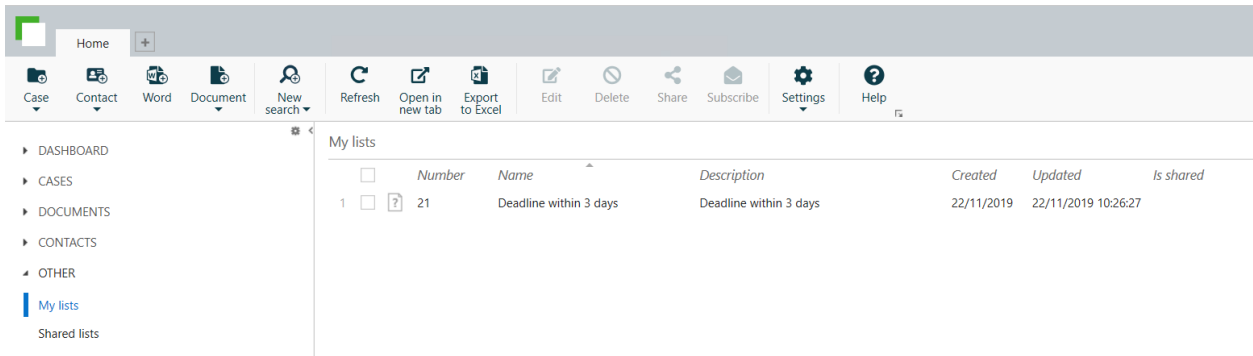 Home +
Case Contact Word Document New search Refresh Open in new tab Export to Excel Edit Delete Share Subscribe Settings Help
DASHBOARD
CASES
DOCUMENTS
CONTACTS
OTHER
My lists
Shared lists
My lists
Number Name Description Created Updated Is shared
1 ? 21 Deadline within 3 days Deadline within 3 days 22/11/2019 22/11/2019 10:26:27